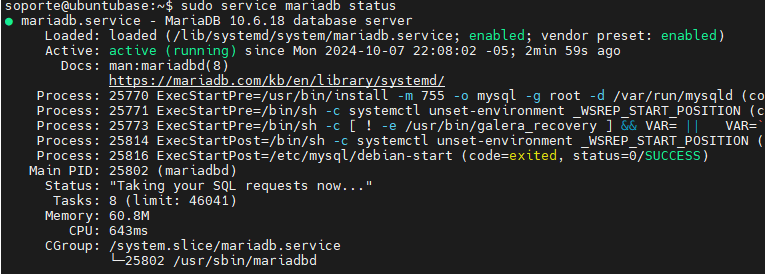 soporte@ubuntubase:~$ sudo service mariadb status
● mariadb.service - MariaDB 10.6.18 database server
Loaded: loaded (/lib/systemd/system/mariadb.service; enabled; vendor preset: enabled)
Active: active (running) since Mon 2024-10-07 22:08:02 -05; 2min 59s ago
Docs: man:mariadbd(8)
https://mariadb.com/kb/en/library/systemd/
Process: 25770 ExecStartPre=/usr/bin/install -m 755 -o mysql -g root -d /var/run/mysqld (co
Process: 25771 ExecStartPre=/bin/sh -c systemctl unset-environment _WSREP_START_POSITION (c
Process: 25773 ExecStartPre=/bin/sh -c [ ! -e /usr/bin/galera_recovery ] && VAR= || VAR=`
Process: 25814 ExecStartPost=/bin/sh -c systemctl unset-environment _WSREP_START_POSITION (
Process: 25816 ExecStartPost=/etc/mysql/debian-start (code=exited, status=0/SUCCESS)
Main PID: 25802 (mariadbd)
Status: "Taking your SQL requests now..."
Tasks: 8 (limit: 46041)
Memory: 60.8M
CPU: 643ms
CGroup: /system.slice/mariadb.service
└─25802 /usr/sbin/mariadbd